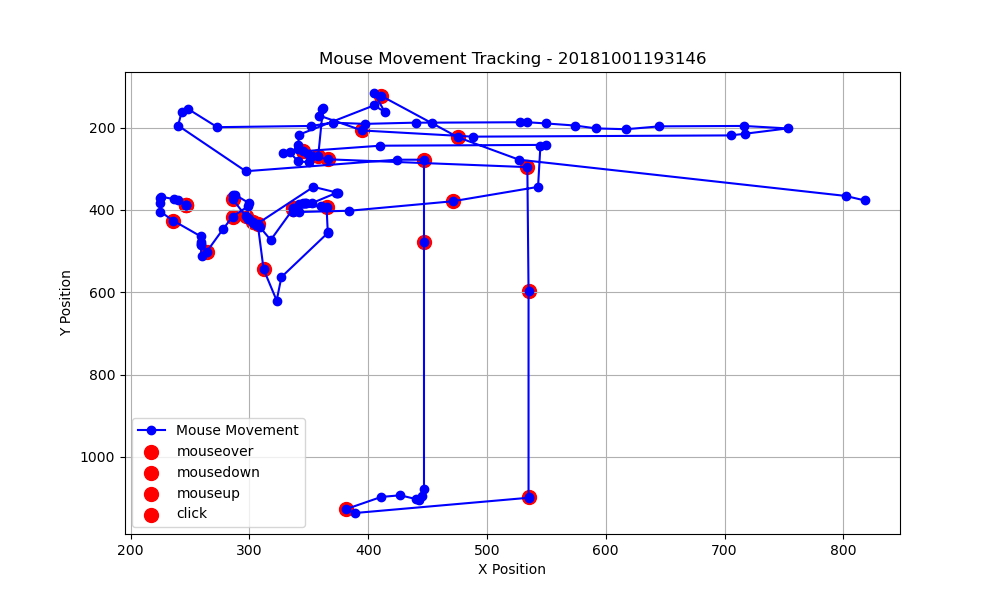 Mouse Movement Tracking - 20181001193146
200
400
600
800
1000
Y Position
Mouse Movement
mouseover
mousedown
mouseup
click
200 300 400 500 600 700 800
X Position